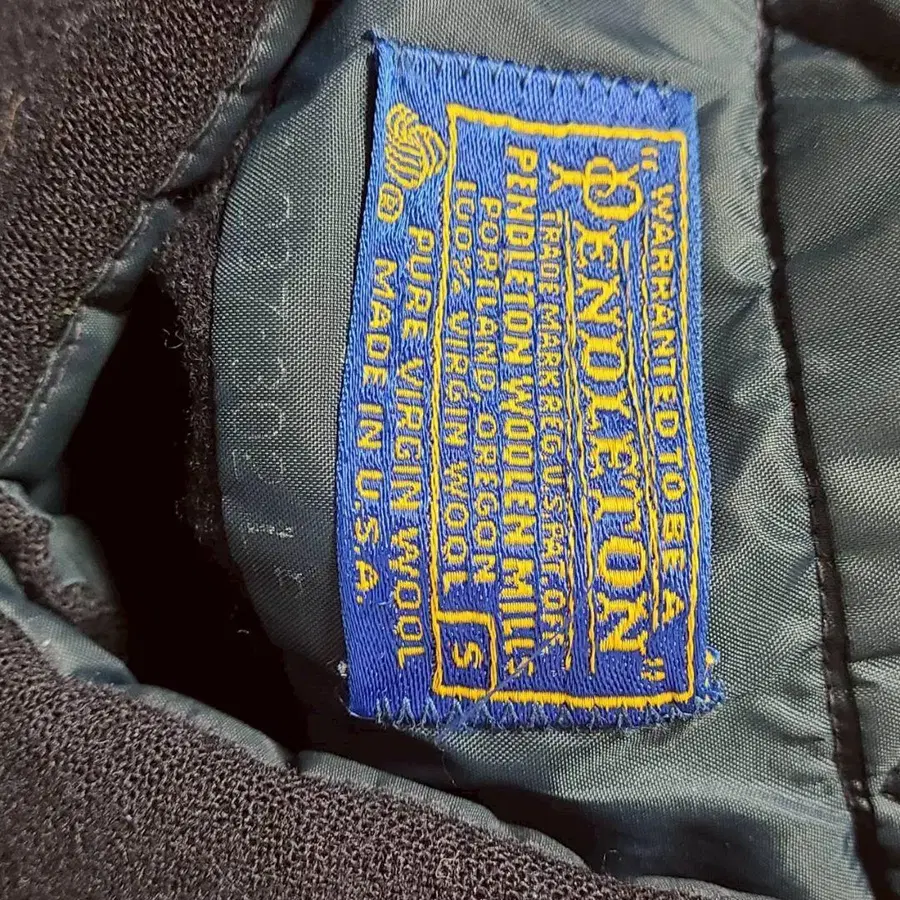 "WARRANTED TO BE A
PENDLETON"
TRADE MARK REG U.S. PAT. OFF.
PENDLETON WOOLEN MILLS
PORTLAND OREGON
100% VIRGIN WOOL
S
R
PURE VIRGIN WOOL
MADE IN U.S.A.